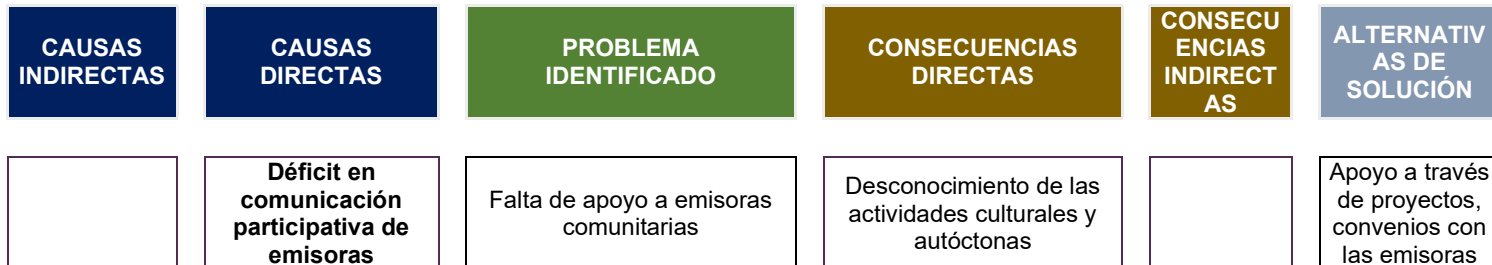 CAUSAS
INDIRECTAS
CAUSAS
DIRECTAS
PROBLEMA
IDENTIFICADO
CONSECUENCIAS
DIRECTAS
CONSECU
ENCIAS
INDIRECT
AS
ALTERNATIV
AS DE
SOLUCIÓN
Déficit en
comunicación
participativa de
emisoras
Falta de apoyo a emisoras
comunitarias
Desconocimiento de las
actividades culturales y
autóctonas
Apoyo a través
de proyectos,
convenios con
las emisoras